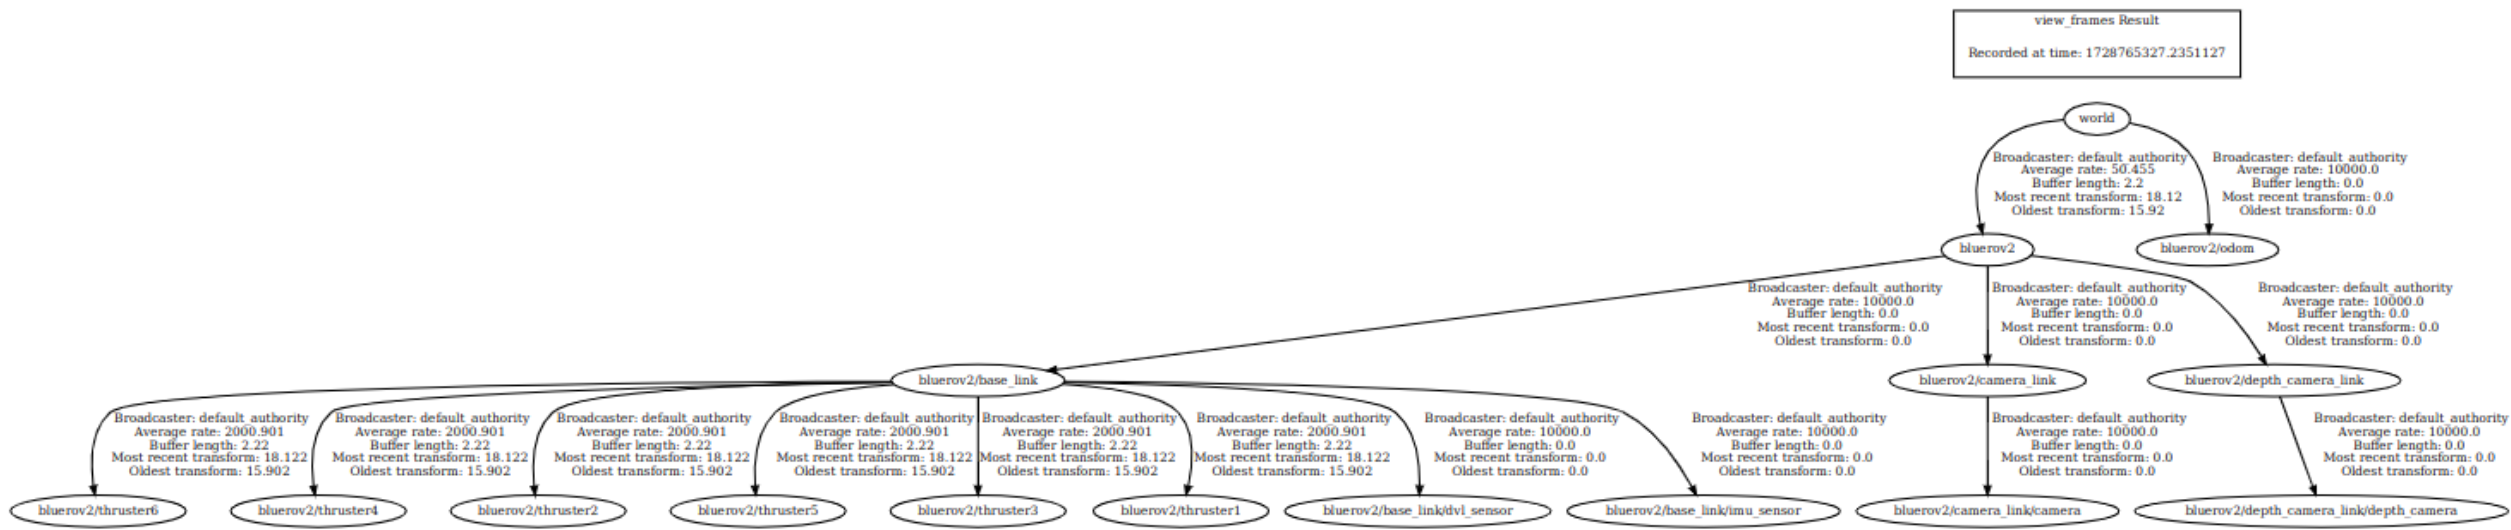 view_frames Result
Recorded at time: 1728765327.2351127
world
Broadcaster: default_authority
Average rate: 50.455
Buffer length: 2.2
Most recent transform: 18.12
Oldest transform: 15.92
Broadcaster: default_authority
Average rate: 10000.0
Buffer length: 0.0
Most recent transform: 0.0
Oldest transform: 0.0
bluerov2
bluerov2/odom
Broadcaster: default_authority
Average rate: 10000.0
Buffer length: 0.0
Most recent transform: 0.0
Oldest transform: 0.0
Broadcaster: default_authority
Average rate: 10000.0
Buffer length: 0.0
Most recent transform: 0.0
Oldest transform: 0.0
Broadcaster: default_authority
Average rate: 10000.0
Buffer length: 0.0
Most recent transform: 0.0
Oldest transform: 0.0
bluerov2/base_link
bluerov2/camera_link
bluerov2/depth_camera_link
Broadcaster: default_authority
Average rate: 2000.901
Buffer length: 2.22
Most recent transform: 18.122
Oldest transform: 15.902
Broadcaster: default_authority
Average rate: 2000.901
Buffer length: 2.22
Most recent transform: 18.122
Oldest transform: 15.902
Broadcaster: default_authority
Average rate: 2000.901
Buffer length: 2.22
Most recent transform: 18.122
Oldest transform: 15.902
Broadcaster: default_authority
Average rate: 2000.901
Buffer length: 2.22
Most recent transform: 18.122
Oldest transform: 15.902
Broadcaster: default_authority
Average rate: 2000.901
Buffer length: 2.22
Most recent transform: 18.122
Oldest transform: 15.902
Broadcaster: default_authority
Average rate: 2000.901
Buffer length: 2.22
Most recent transform: 18.122
Oldest transform: 15.902
Broadcaster: default_authority
Average rate: 10000.0
Buffer length: 0.0
Most recent transform: 0.0
Oldest transform: 0.0
Broadcaster: default_authority
Average rate: 10000.0
Buffer length: 0.0
Most recent transform: 0.0
Oldest transform: 0.0
Broadcaster: default_authority
Average rate: 10000.0
Buffer length: 0.0
Most recent transform: 0.0
Oldest transform: 0.0
Broadcaster: default_authority
Average rate: 10000.0
Buffer length: 0.0
Most recent transform: 0.0
Oldest transform: 0.0
bluerov2/thruster6
bluerov2/thruster4
bluerov2/thruster2
bluerov2/thruster5
bluerov2/thruster3
bluerov2/thruster1
bluerov2/base_link/dvl_sensor
bluerov2/base_link/imu_sensor
bluerov2/camera_link/camera
bluerov2/depth_camera_link/depth_camera